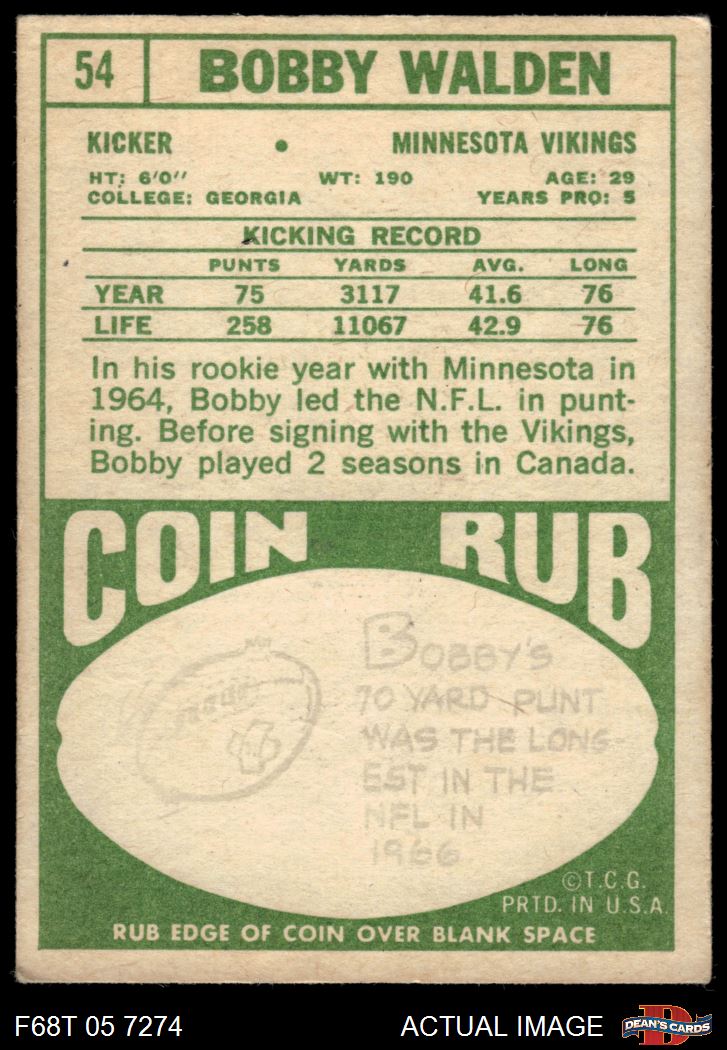 54 BOBBY WALDEN
KICKER • MINNESOTA VIKINGS
HT: 6'0" WT: 190 AGE: 29
COLLEGE: GEORGIA YEARS PRO: 5
KICKING RECORD
PUNTS YARDS AVG. LONG
YEAR 75 3117 41.6 76
LIFE 258 11067 42.9 76
In his rookie year with Minnesota in
1964, Bobby led the N.F.L. in punt-
ing. Before signing with the Vikings,
Bobby played 2 seasons in Canada.
COIN RUB
BOBBY'S
70 YARD PUNT
WAS THE LONG-
EST IN THE
NFL IN
1966
©T.C.G.
PRTD. IN U.S.A.
RUB EDGE OF COIN OVER BLANK SPACE
F68T 05 7274 ACTUAL IMAGE DEAN'S CARDS